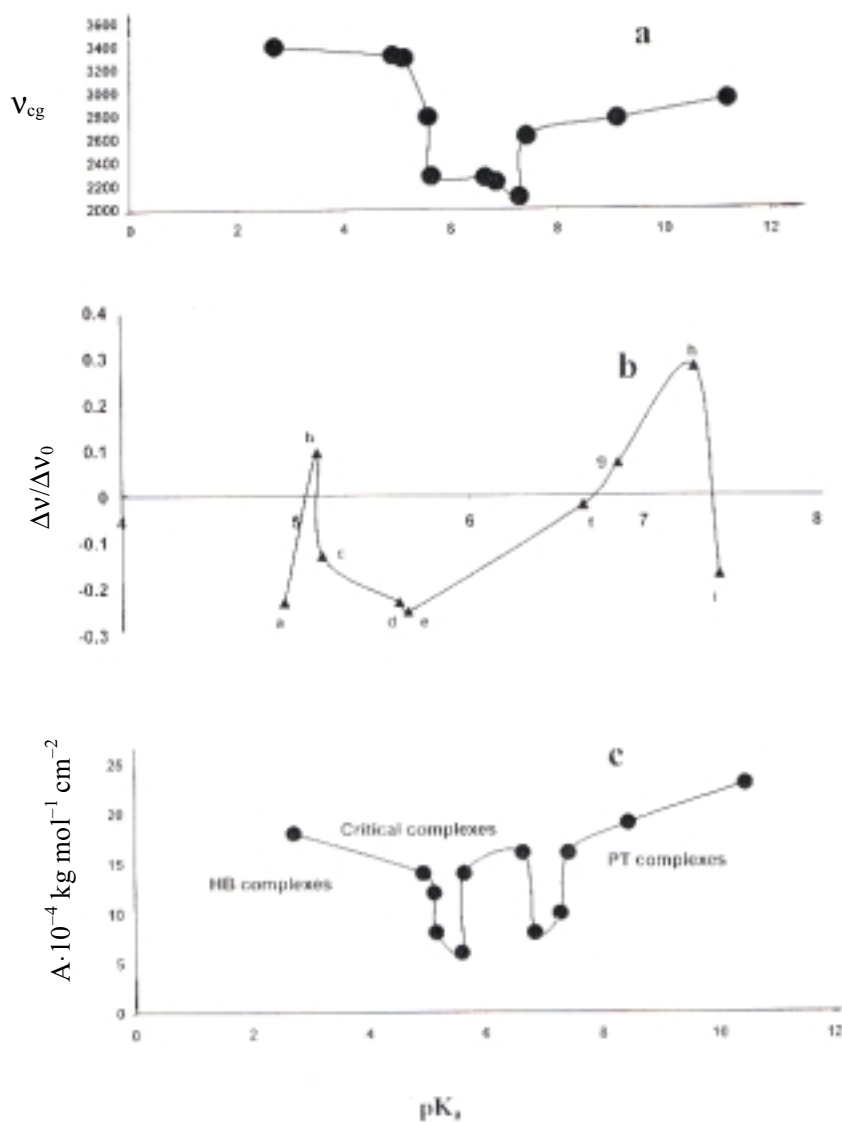 3600
a
3400
3200
3000
ν_cg
2800
2600
2400
2200
2000
0 2 4 6 8 10 12
0.4
0.3
h
b
0.2
0.1
b
g
Δν/Δν₀
0
4 5 6 f 7 8
-0.1
c
-0.2
a d e i
-0.3
c
25
20
Critical complexes
PT complexes
15
HB complexes
A·10⁻⁴ kg mol⁻¹ cm⁻²
10
5
0
0 2 4 6 8 10 12
pKₐ